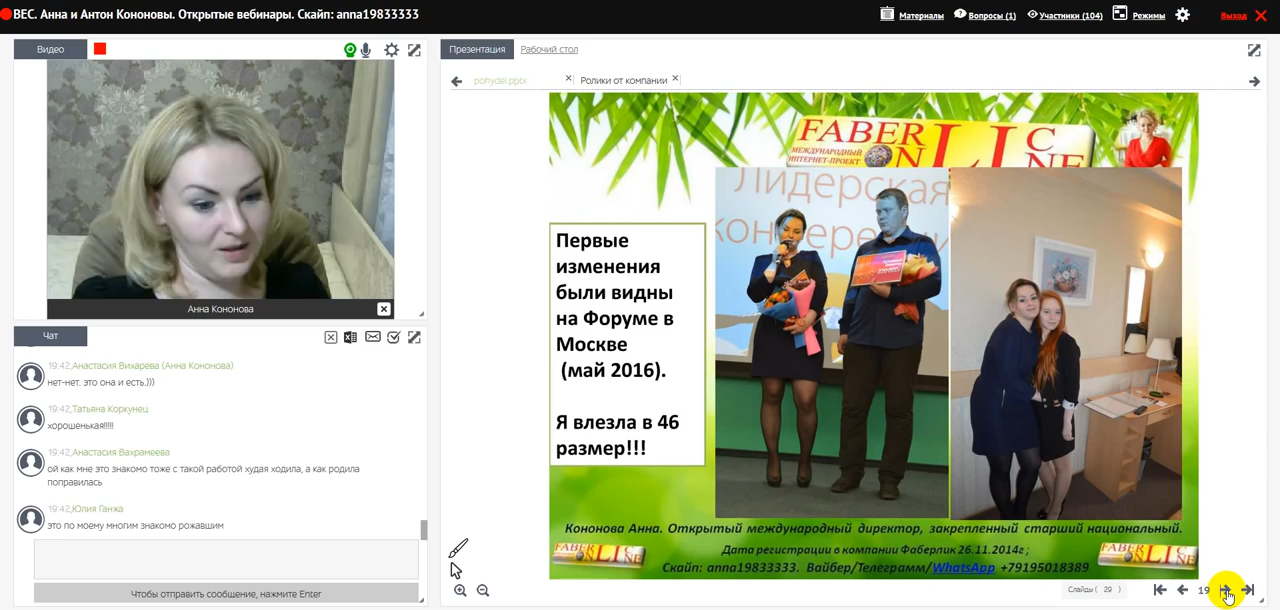 ВЕС. Анна и Антон Кононовы. Открытые вебинары. Скайп: anna19833333
Материалы
Вопросы (1)
Участники (104)
Режимы
Выход
Видео
Анна Кононова
Чат
19:42, Анастасия Вихарева (Анна Кононова)
нет-нет. это она и есть.)))
19:42, Татьяна Коркунец
хорошенькая!!!!!
19:42, Анастасия Вахрамеева
ой как мне это знакомо тоже с такой работой худая ходила, а как родила
поправилась
19:42, Юлия Ганжа
это по моему многим знакомо рожавшим
Чтобы отправить сообщение, нажмите Enter
Презентация
Рабочий стол
pohydei.pptx
Ролики от компании
FABERLIC
ONLINE
МЕЖДУНАРОДНЫЙ
ИНТЕРНЕТ-ПРОЕКТ
Лидерская
конференция
Первые
изменения
были видны
на Форуме в
Москве
(май 2016).
Я влезла в 46
размер!!!
Кононова Анна. Открытый международный директор, закрепленный старший национальный.
Дата регистрации в компании Фаберлик 26.11.2014г;
Скайп: anna19833333. Вайбер/Телеграмм/WhatsApp +79195018389
Слайды ( 29 )
19